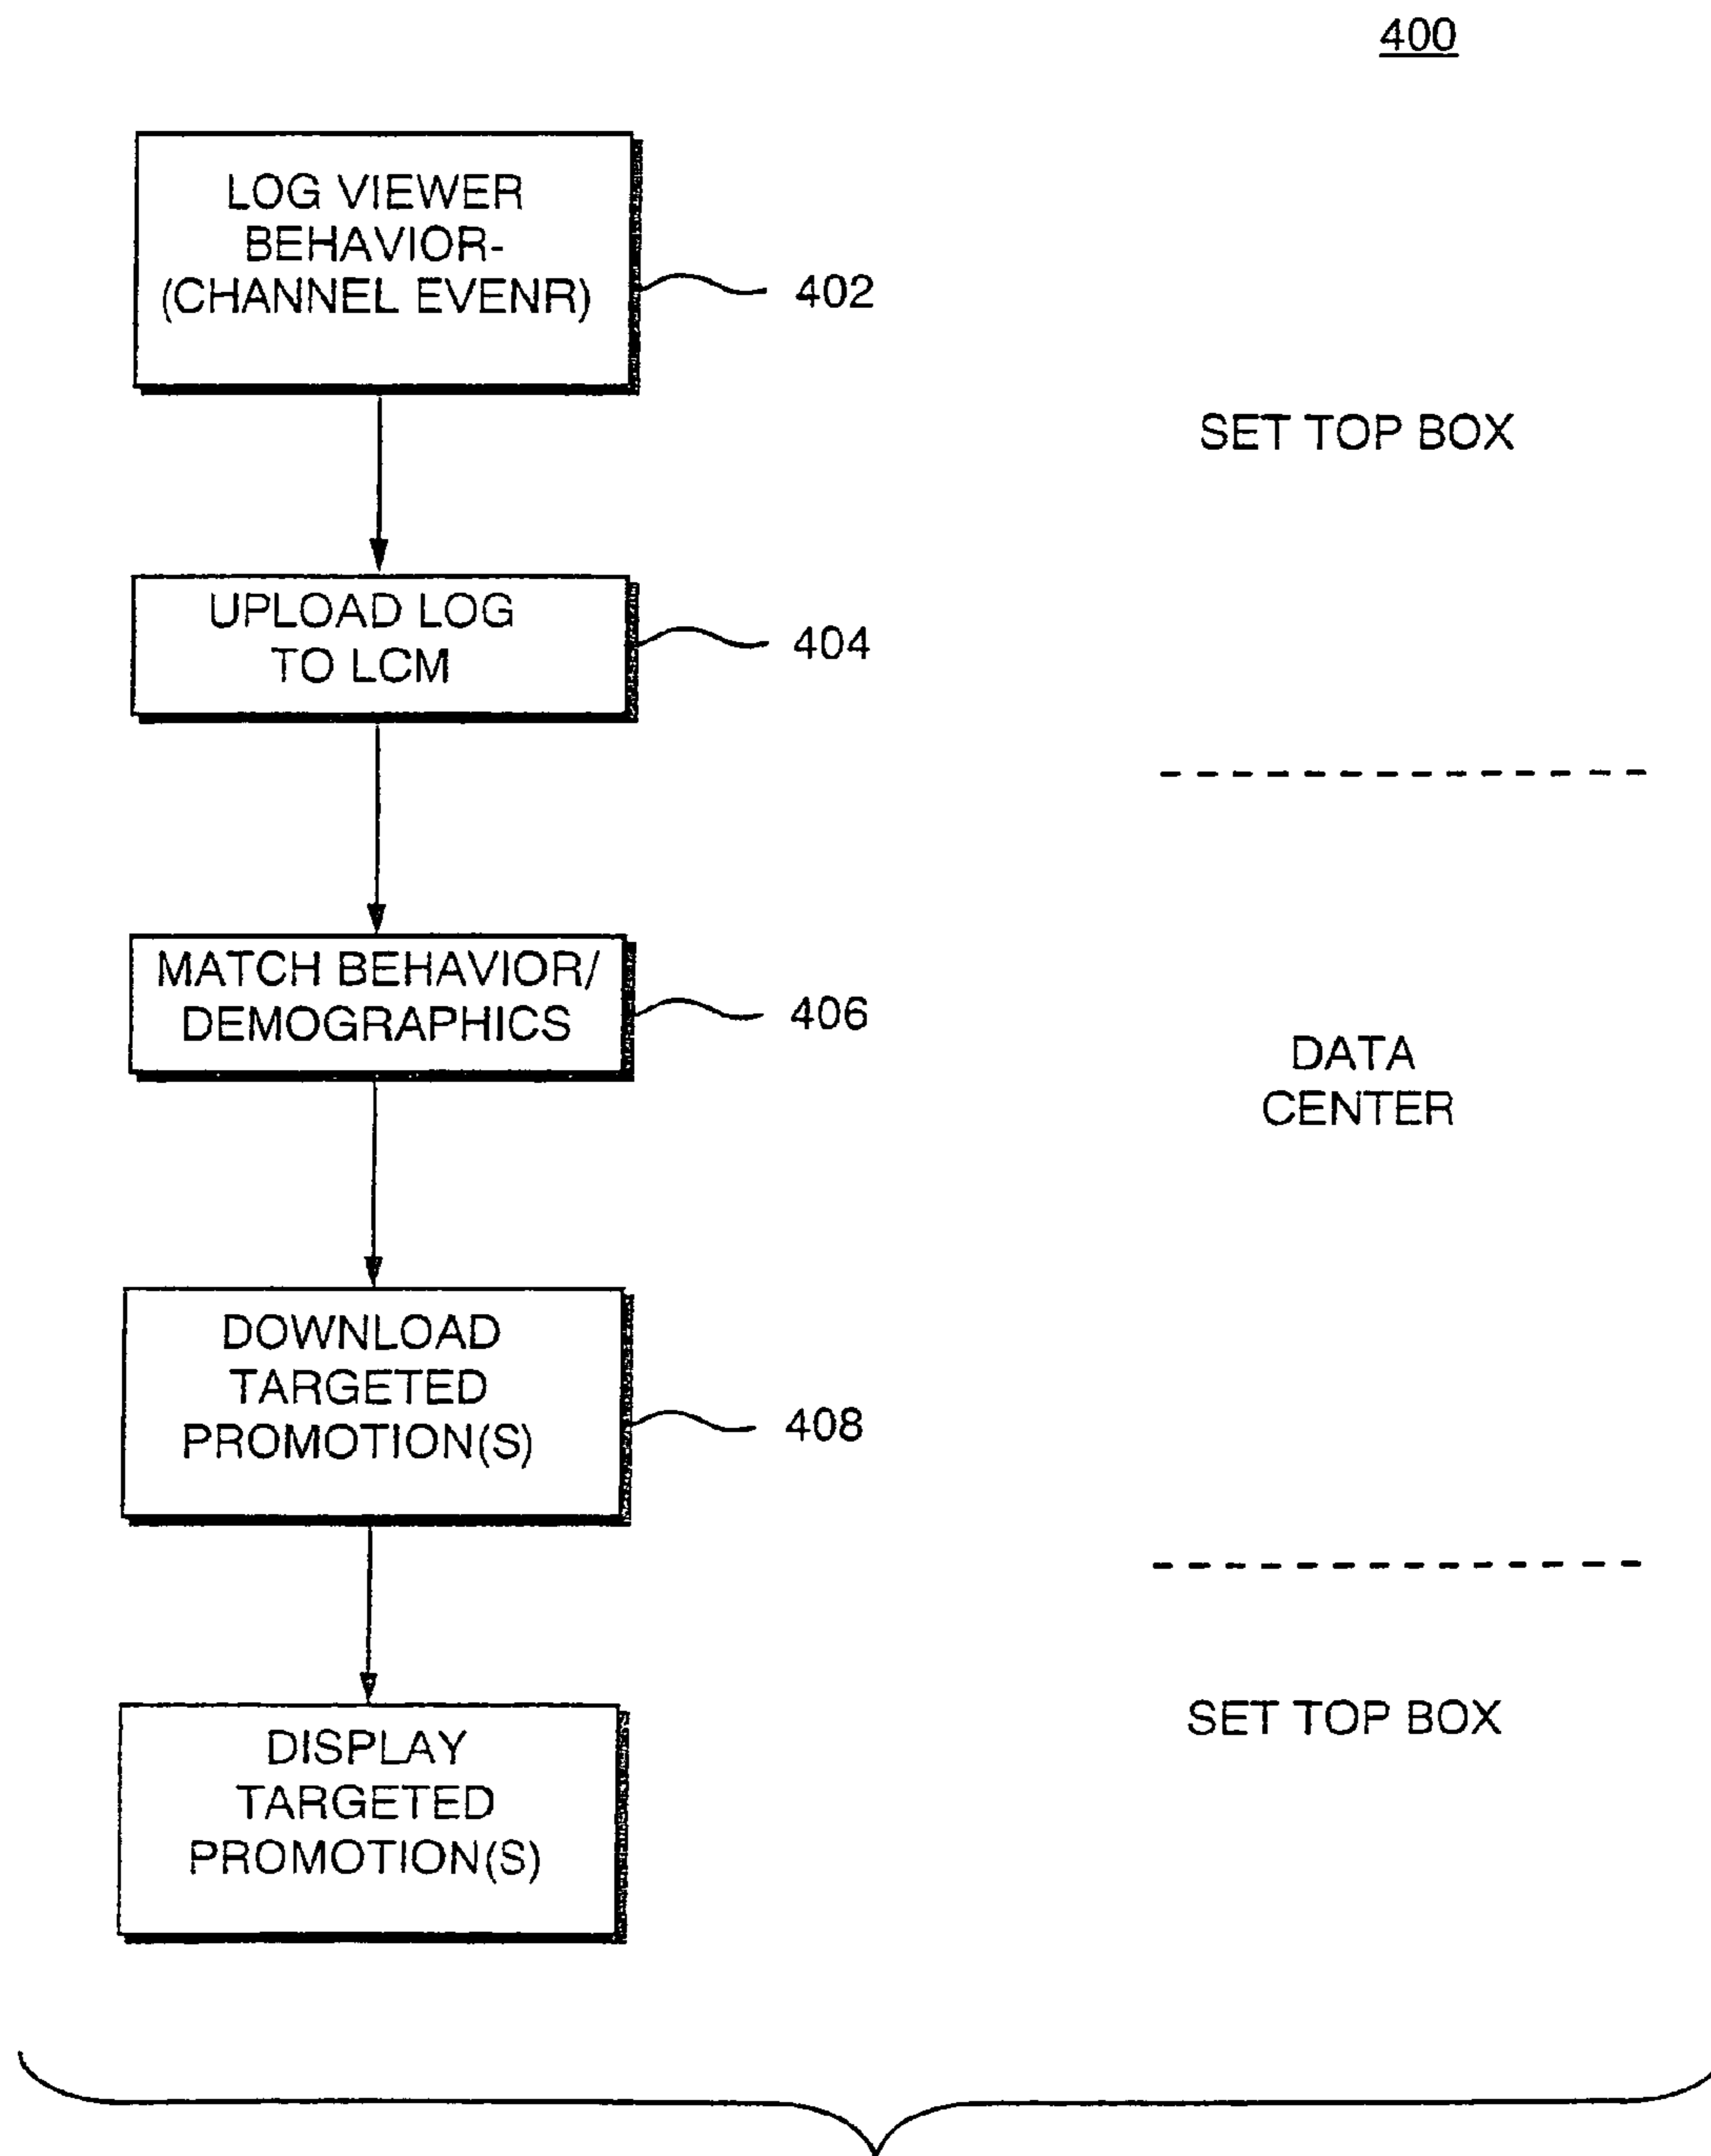 400
LOG VIEWER
BEHAVIOR-
(CHANNEL EVENR)
402
SET TOP BOX
UPLOAD LOG
TO LCM
404
MATCH BEHAVIOR/
DEMOGRAPHICS
406
DATA
CENTER
DOWNLOAD
TARGETED
PROMOTION(S)
408
SET TOP BOX
DISPLAY
TARGETED
PROMOTION(S)